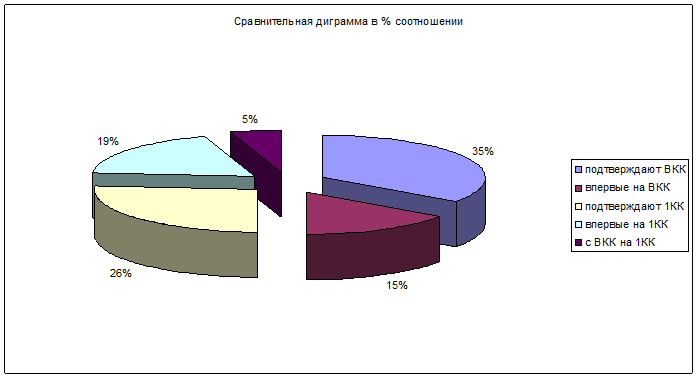 Сравнительная диграмма в % соотношении
5%
19%
35%
26%
15%
подтверждают ВКК
впервые на ВКК
подтверждают 1КК
впервые на 1КК
с ВКК на 1КК